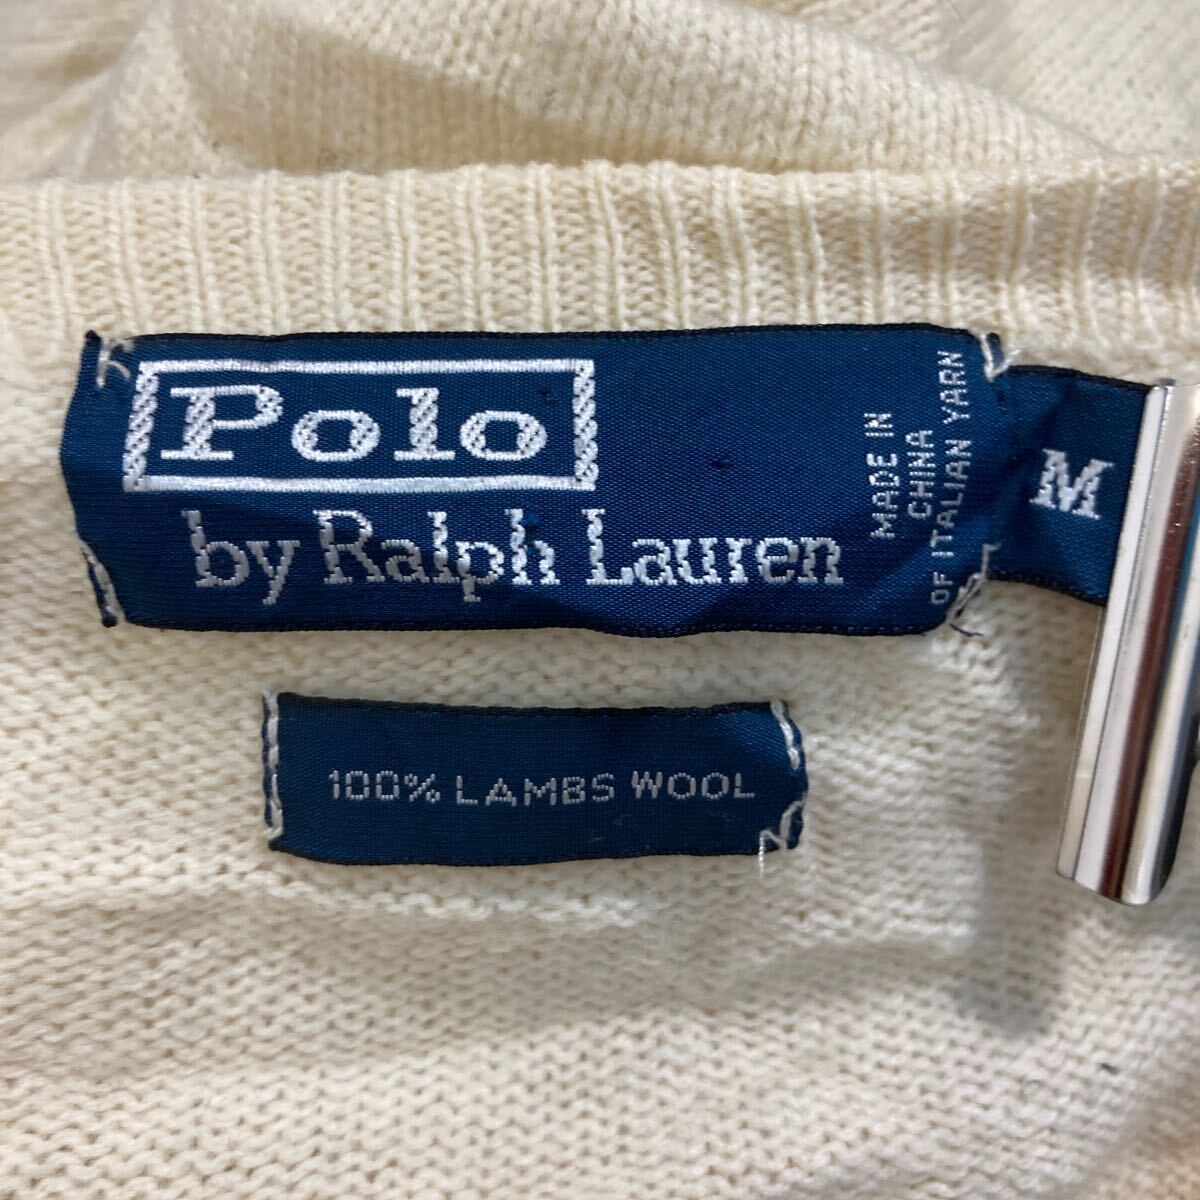 Polo
by Ralph Lauren
MADE IN
CHINA
OF ITALIAN YARN
M
100% LAMBS WOOL